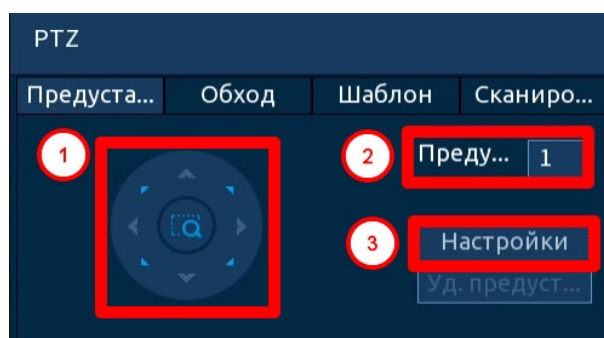 PTZ
Предуста... Обход Шаблон Сканиро...
1 2 Преду... 1
3 Настройки
Уд. предуст...